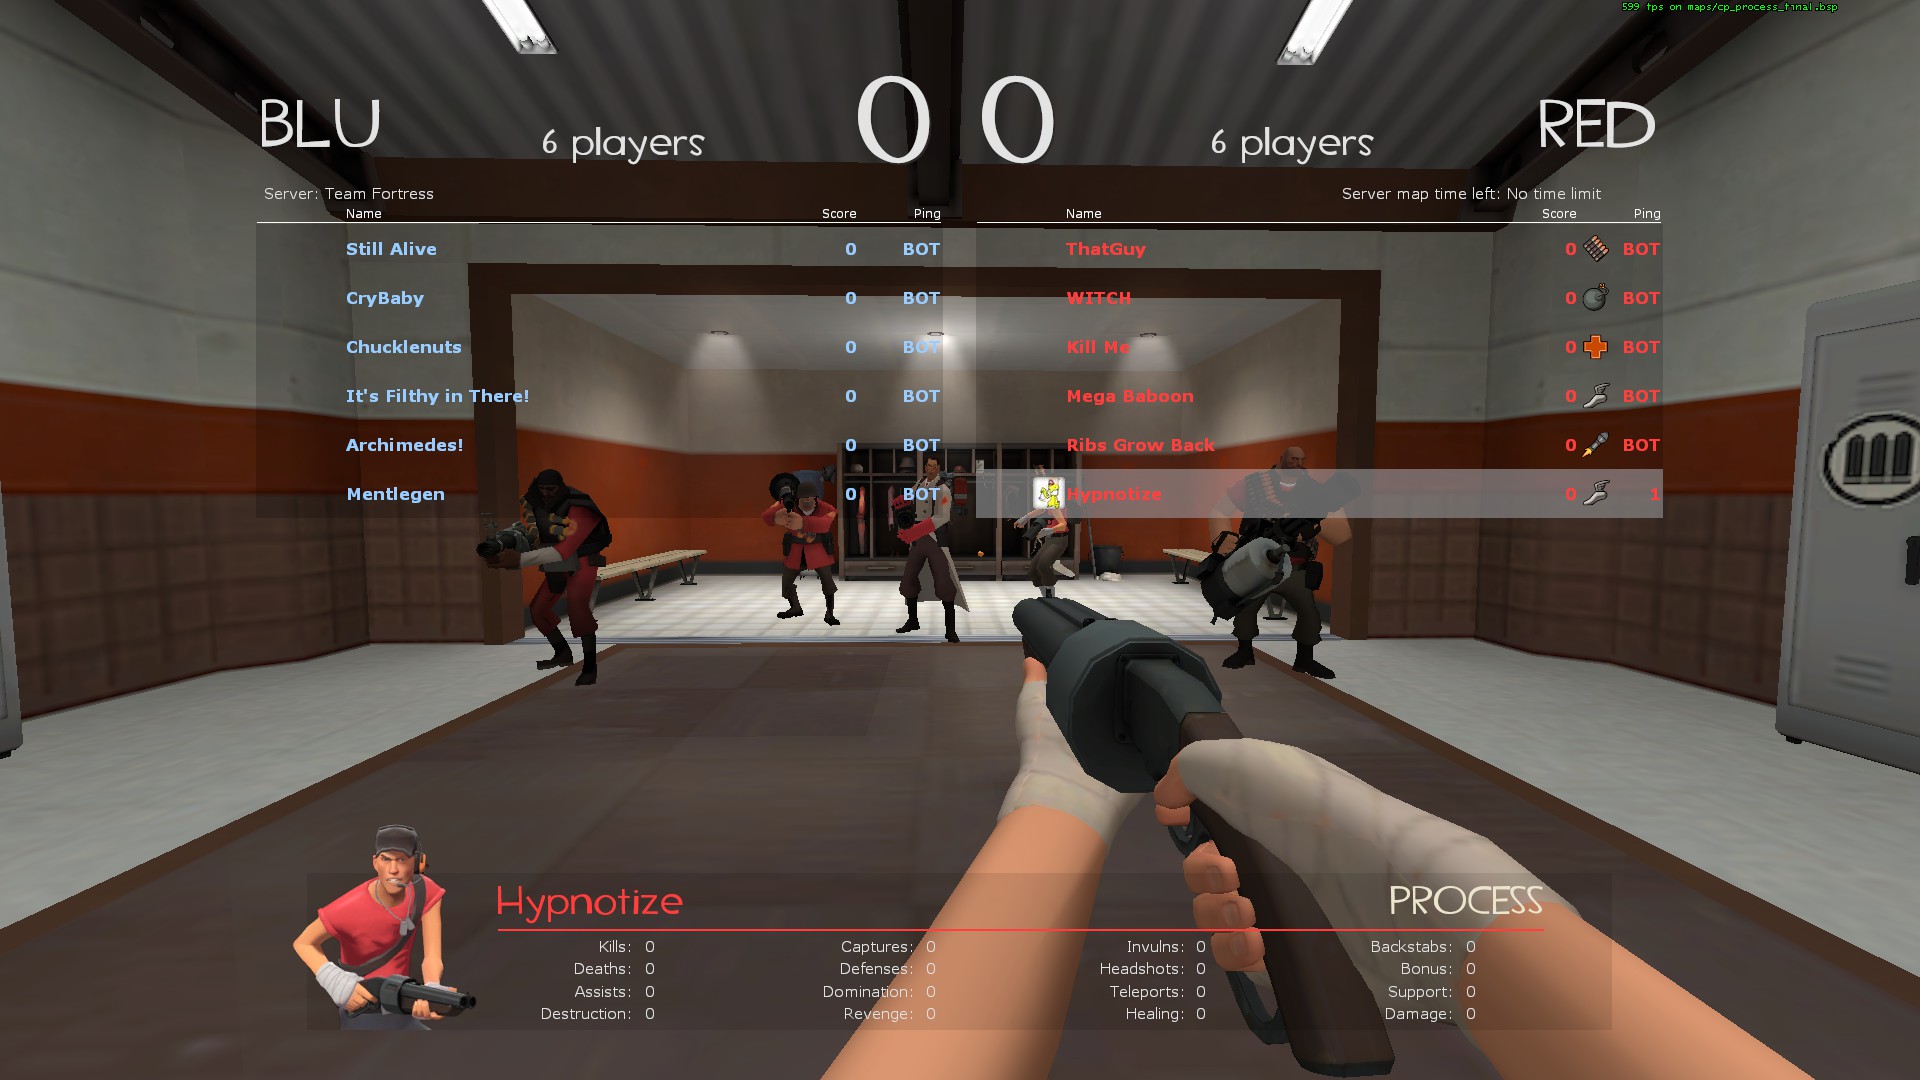 599 fps on maps/cp_process_final.bsp
BLU 6 players 0 0 6 players RED
Server: Team Fortress Server map time left: No time limit
Name Score Ping Name Score Ping
Still Alive 0 BOT ThatGuy 0 BOT
CryBaby 0 BOT WITCH 0 BOT
Chucklenuts 0 BOT Kill Me 0 BOT
It's Filthy in There! 0 BOT Mega Baboon 0 BOT
Archimedes! 0 BOT Ribs Grow Back 0 BOT
Mentlegen 0 BOT Hypnotize 0 1
Hypnotize PROCESS
Kills: 0 Captures: 0 Invulns: 0 Backstabs: 0
Deaths: 0 Defenses: 0 Headshots: 0 Bonus: 0
Assists: 0 Domination: 0 Teleports: 0 Support: 0
Destruction: 0 Revenge: 0 Healing: 0 Damage: 0